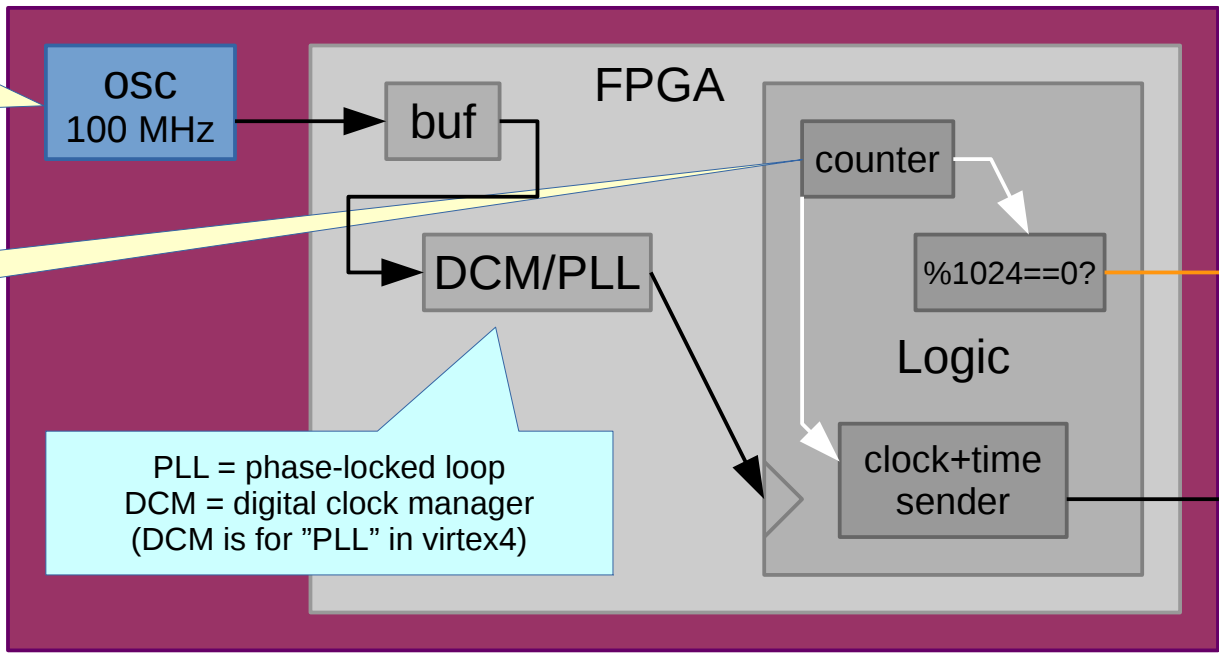 osc
100 MHz
FPGA
buf
counter
%1024==0?
DCM/PLL
Logic
clock+time
sender
PLL = phase-locked loop
DCM = digital clock manager
(DCM is for ”PLL” in virtex4)